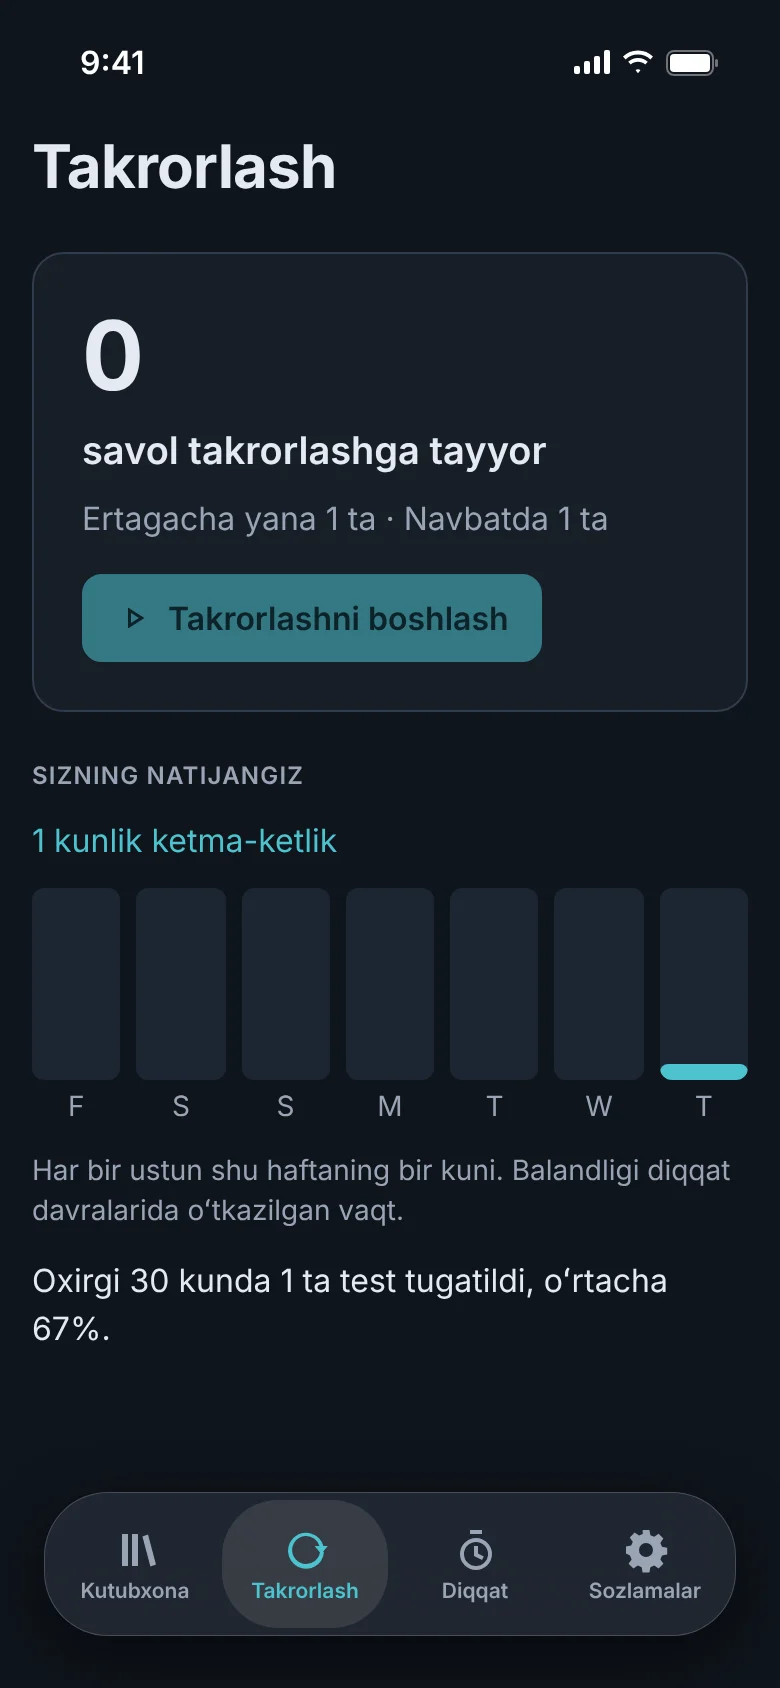 9:41
Takrorlash
0
savol takrorlashga tayyor
Ertagacha yana 1 ta · Navbatda 1 ta
Takrorlashni boshlash
SIZNING NATIJANGIZ
1 kunlik ketma-ketlik
F S S M T W T
Har bir ustun shu haftaning bir kuni. Balandligi diqqat
davralarida oʻtkazilgan vaqt.
Oxirgi 30 kunda 1 ta test tugatildi, oʻrtacha
67%.
Kutubxona Takrorlash Diqqat Sozlamalar